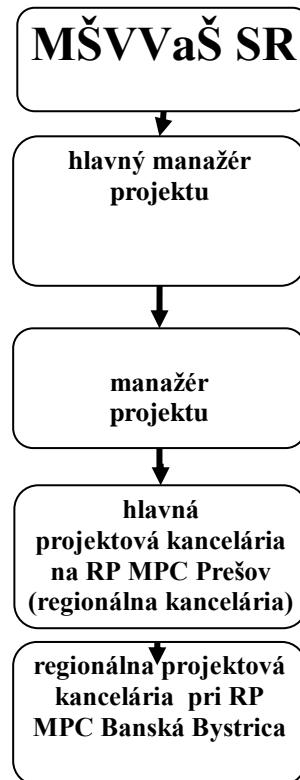 MŠVVaŠ SR
hlavný manažér
projektu
manažér
projektu
hlavná
projektová kancelária
na RP MPC Prešov
(regionálna kancelária)
regionálna projektová
kancelária pri RP
MPC Banská Bystrica